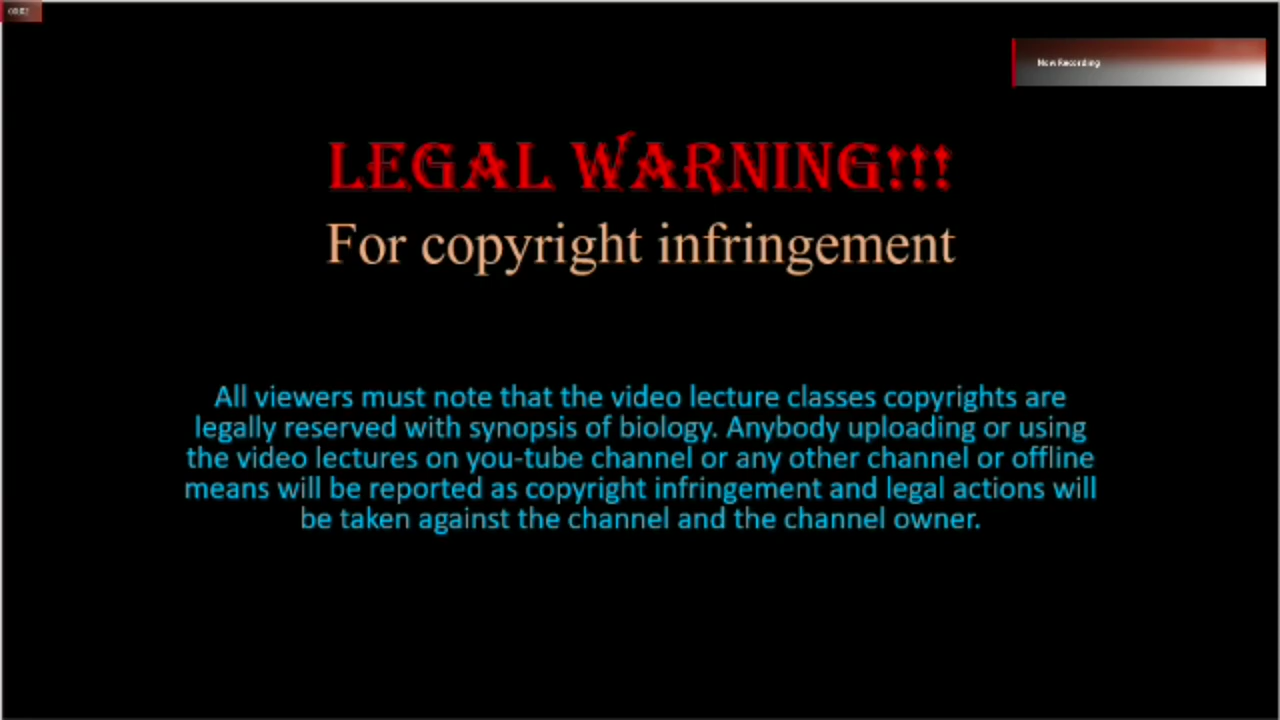 Now Recording
LEGAL WARNING!!!
For copyright infringement
All viewers must note that the video lecture classes copyrights are
legally reserved with synopsis of biology. Anybody uploading or using
the video lectures on you-tube channel or any other channel or offline
means will be reported as copyright infringement and legal actions will
be taken against the channel and the channel owner.